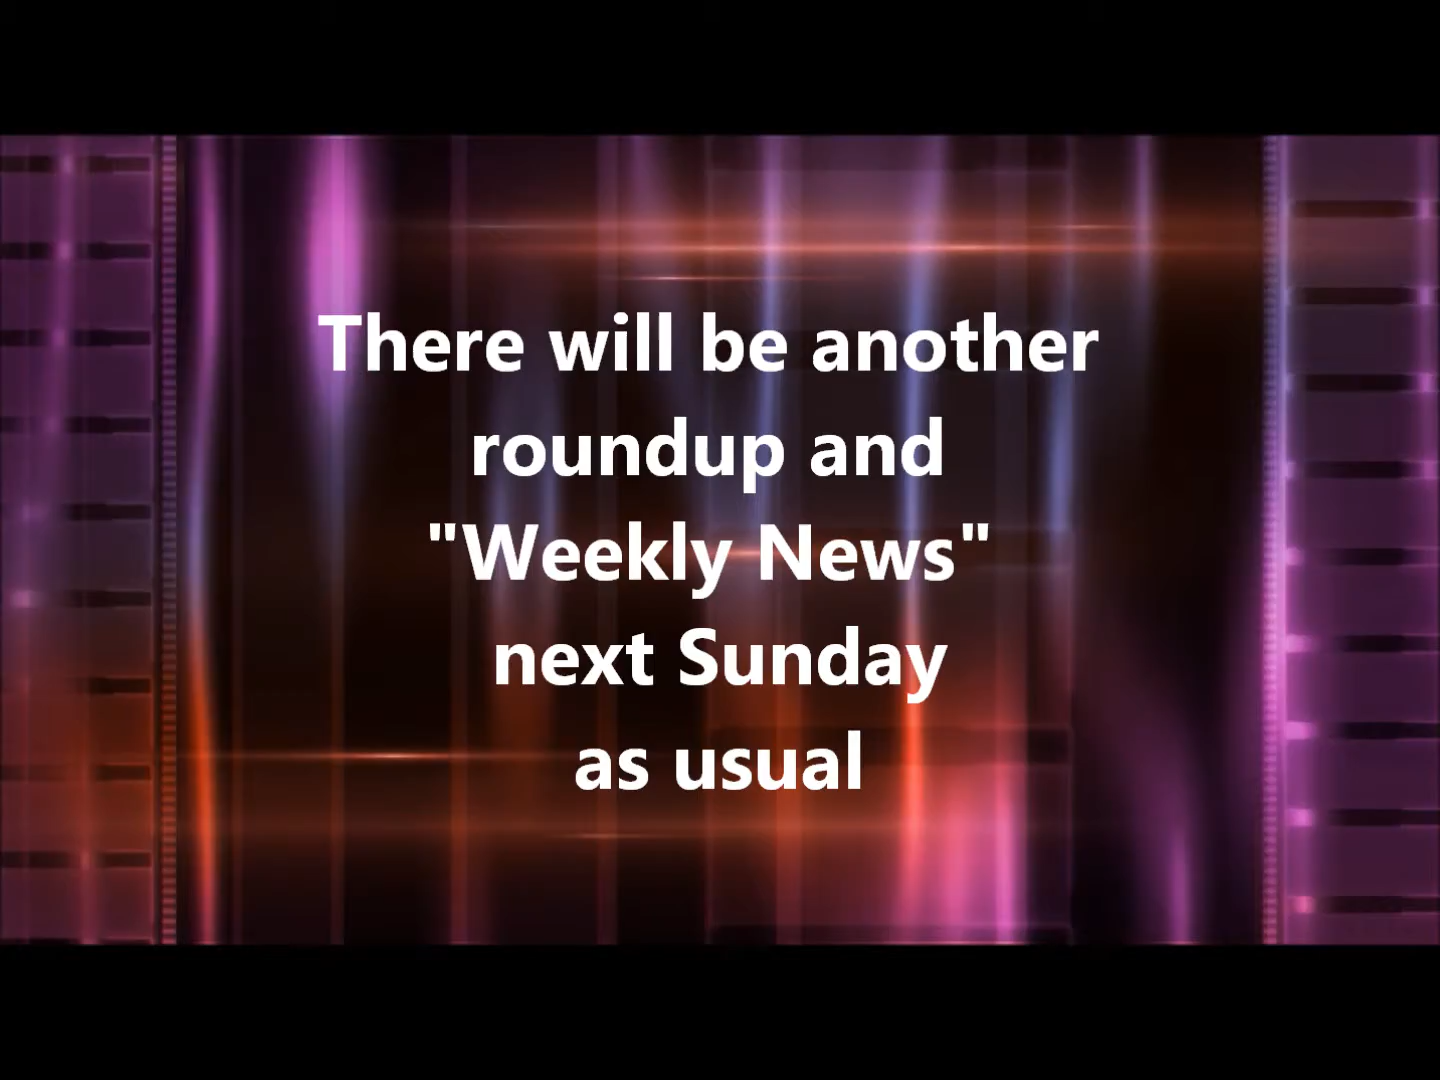 There will be another
roundup and
"Weekly News"
next Sunday
as usual